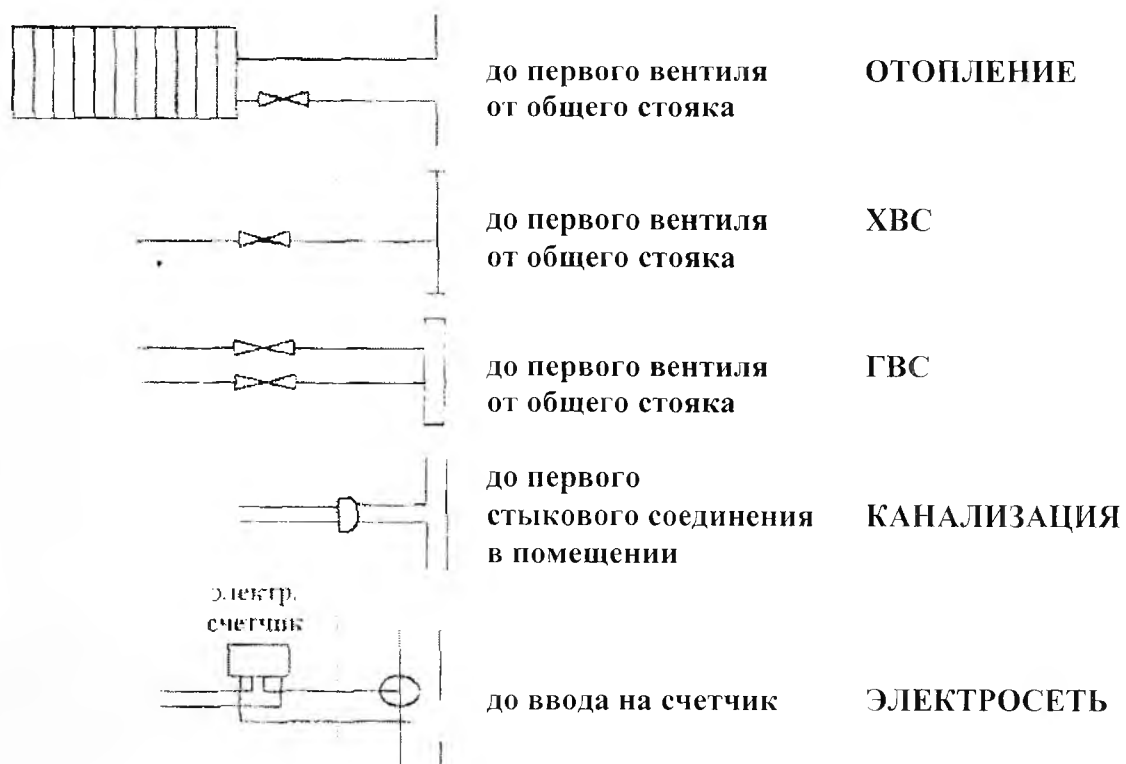 до первого вентиля ОТОПЛЕНИЕ
от общего стояка
до первого вентиля ХВС
от общего стояка
до первого вентиля ГВС
от общего стояка
до первого
стыкового соединения КАНАЛИЗАЦИЯ
в помещении
электр.
счетчик
до ввода на счетчик ЭЛЕКТРОСЕТЬ